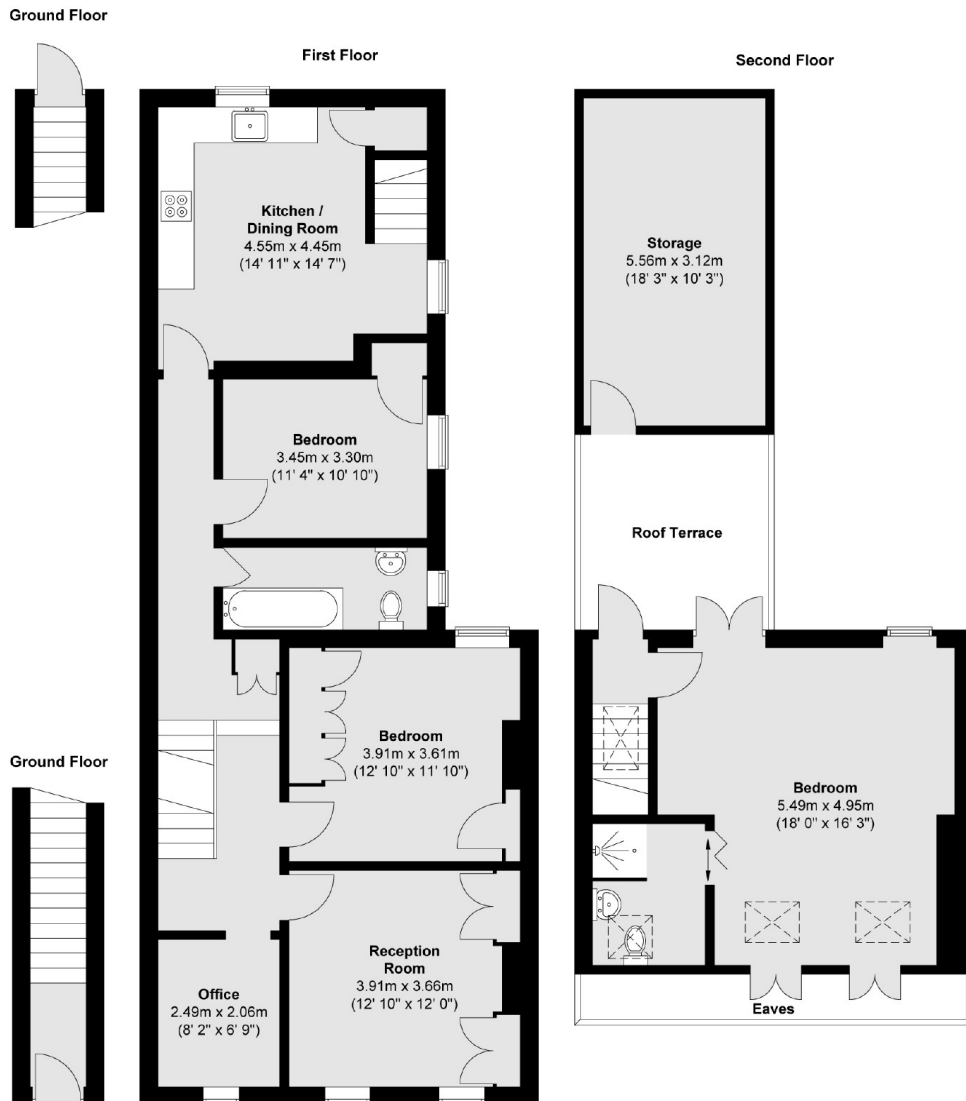 Ground Floor
First Floor
Second Floor
Kitchen /
Dining Room
4.55m x 4.45m
(14' 11" x 14' 7")
Storage
5.56m x 3.12m
(18' 3" x 10' 3")
Bedroom
3.45m x 3.30m
(11' 4" x 10' 10")
Roof Terrace
Bedroom
3.91m x 3.61m
(12' 10" x 11' 10")
Ground Floor
Bedroom
5.49m x 4.95m
(18' 0" x 16' 3")
Reception
Room
3.91m x 3.66m
(12' 10" x 12' 0")
Office
2.49m x 2.06m
(8' 2" x 6' 9")
Eaves